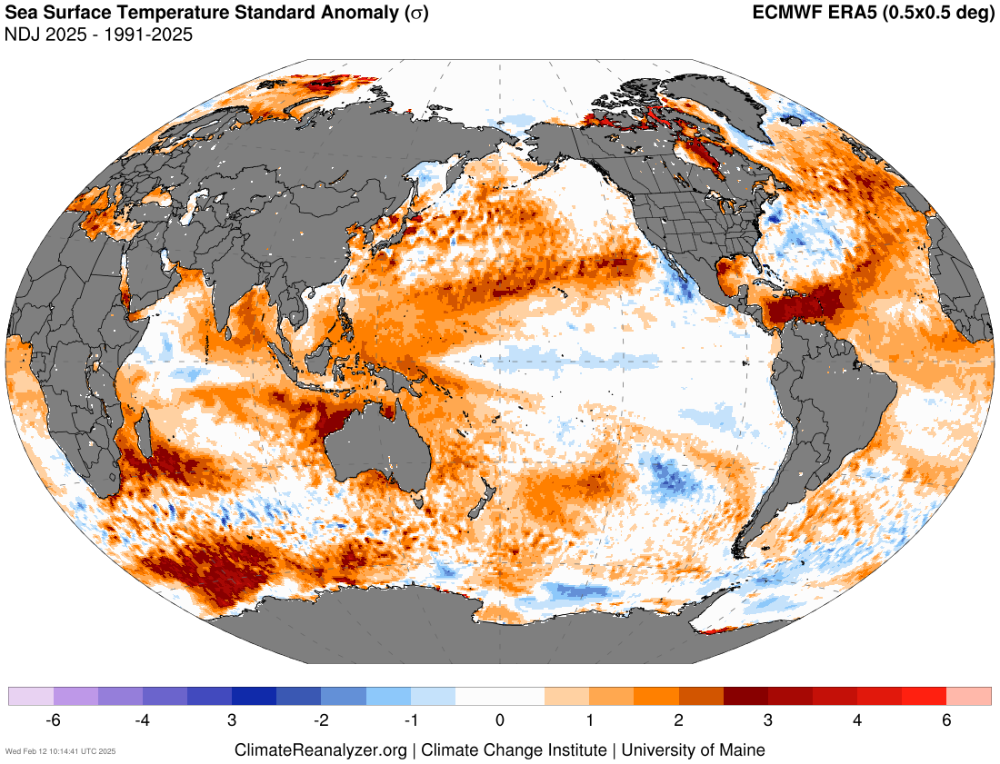 Sea Surface Temperature Standard Anomaly (σ)
ECMWF ERA5 (0.5x0.5 deg)
NDJ 2025 - 1991-2025
-6 -4 3 -2 -1 0 1 2 3 4 6
Wed Feb 12 10:14:41 UTC 2025
ClimateReanalyzer.org | Climate Change Institute | University of Maine